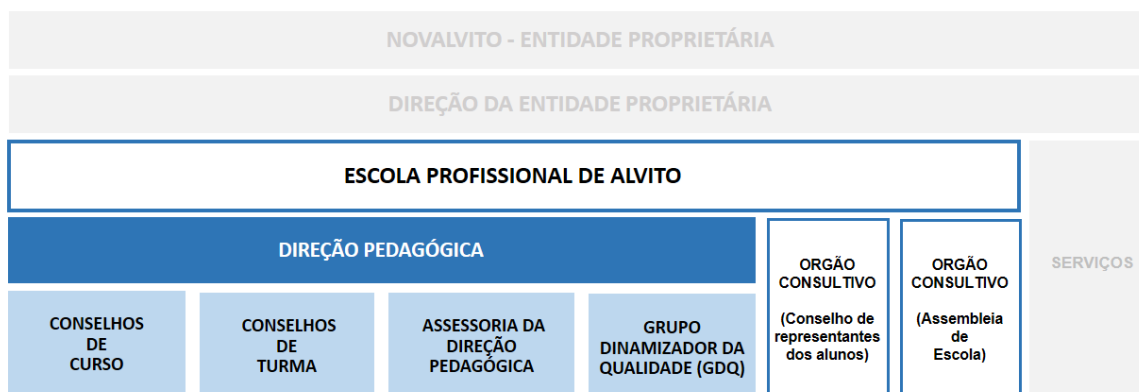 NOVALVITO - ENTIDADE PROPRIETÁRIA
DIREÇÃO DA ENTIDADE PROPRIETÁRIA
ESCOLA PROFISSIONAL DE ALVITO
SERVIÇOS
DIREÇÃO PEDAGÓGICA
CONSELHOS
DE
CURSO
CONSELHOS
DE
TURMA
ASSESSORIA DA
DIREÇÃO
PEDAGÓGICA
GRUPO
DINAMIZADOR DA
QUALIDADE (GDQ)
ORGÃO
CONSULTIVO
(Conselho de
representantes
dos alunos)
ORGÃO
CONSULTIVO
(Assembleia
de
Escola)